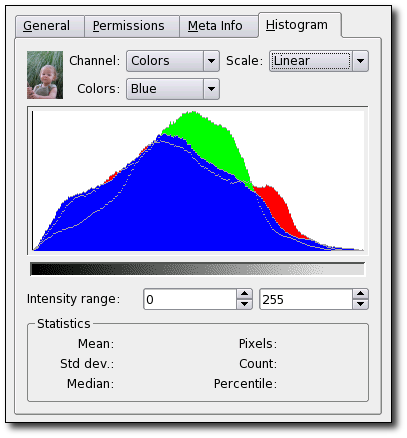 General Permissions Meta Info Histogram
Channel: Colors Scale: Linear
Colors: Blue
Intensity range: 0 255
Statistics
Mean: Pixels:
Std dev.: Count:
Median: Percentile: